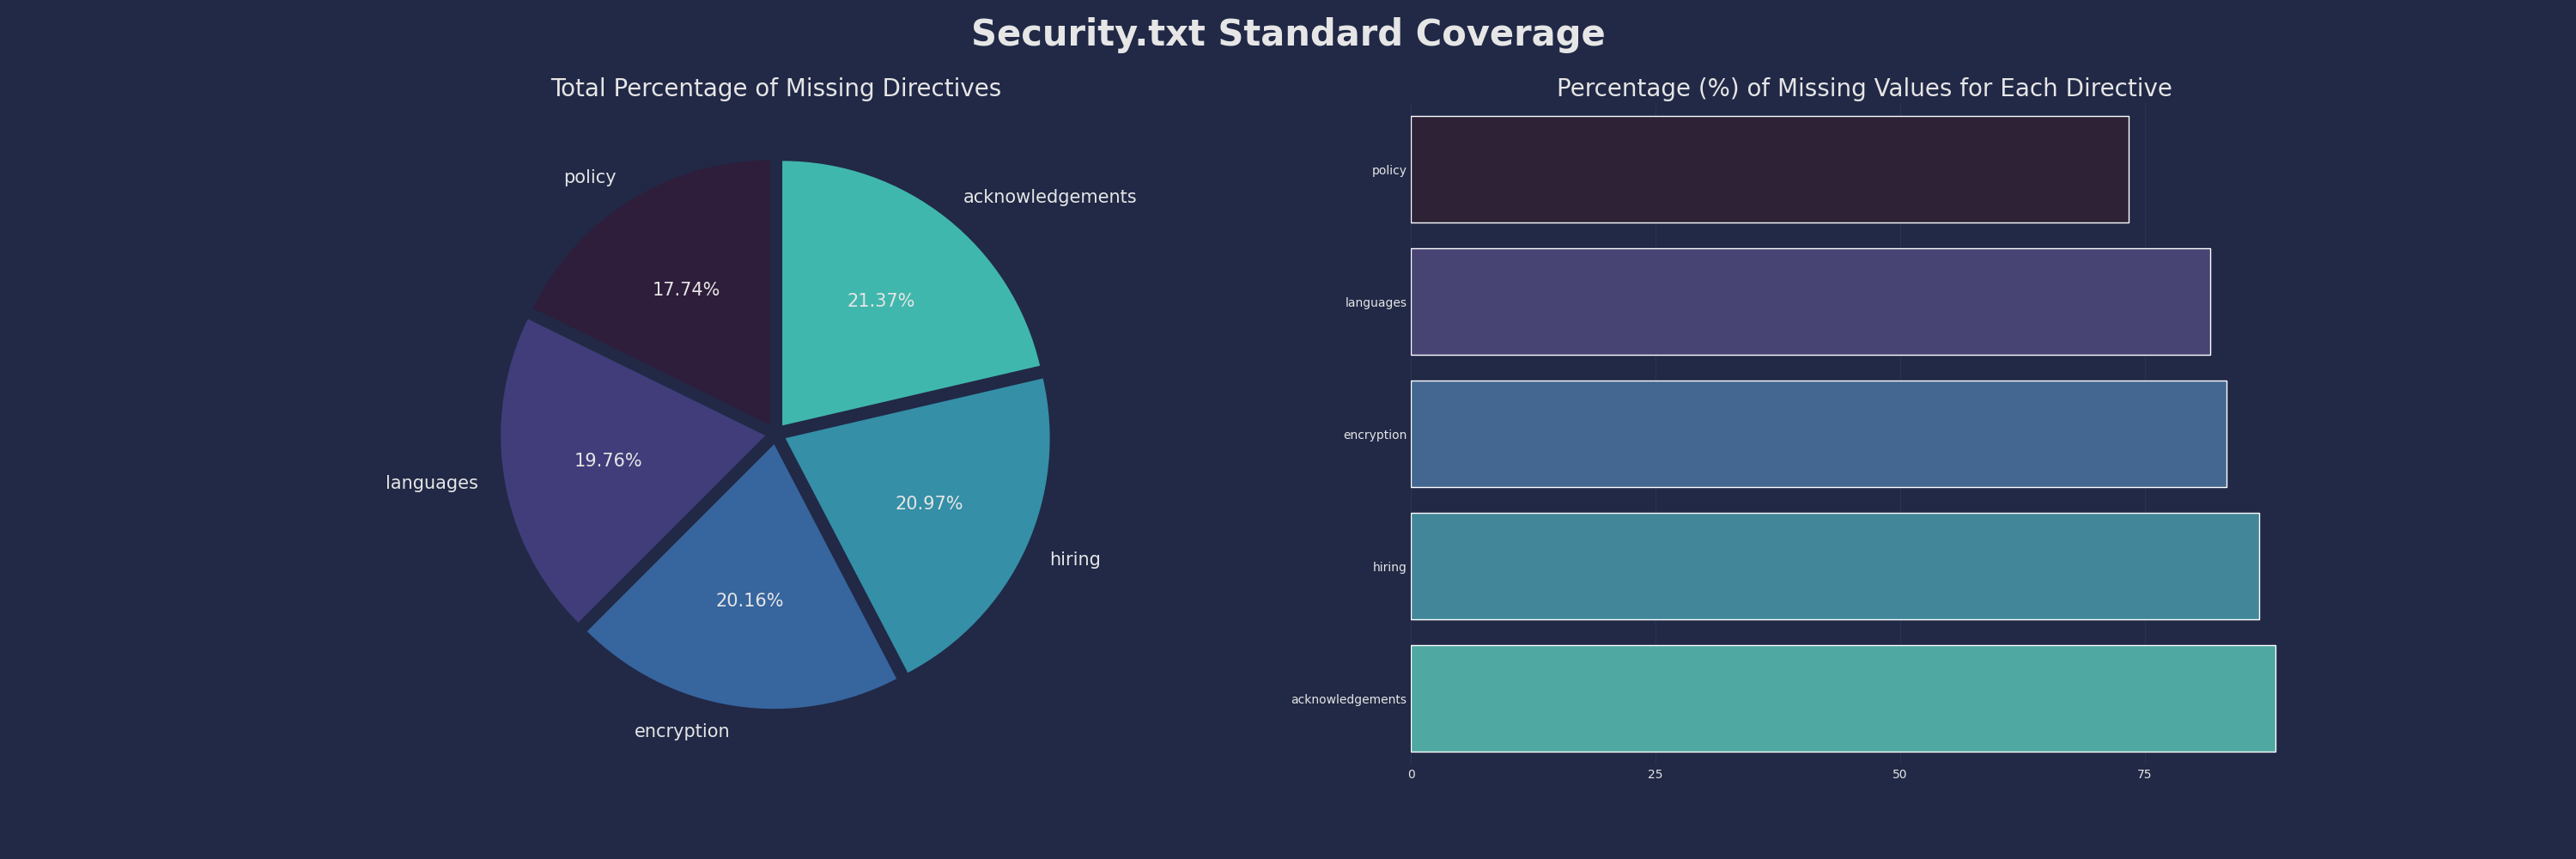 Security.txt Standard Coverage
Total Percentage of Missing Directives
policy
acknowledgements
17.74%
21.37%
languages
19.76%
20.97%
hiring
20.16%
encryption
Percentage (%) of Missing Values for Each Directive
policy
languages
encryption
hiring
acknowledgements
0 25 50 75